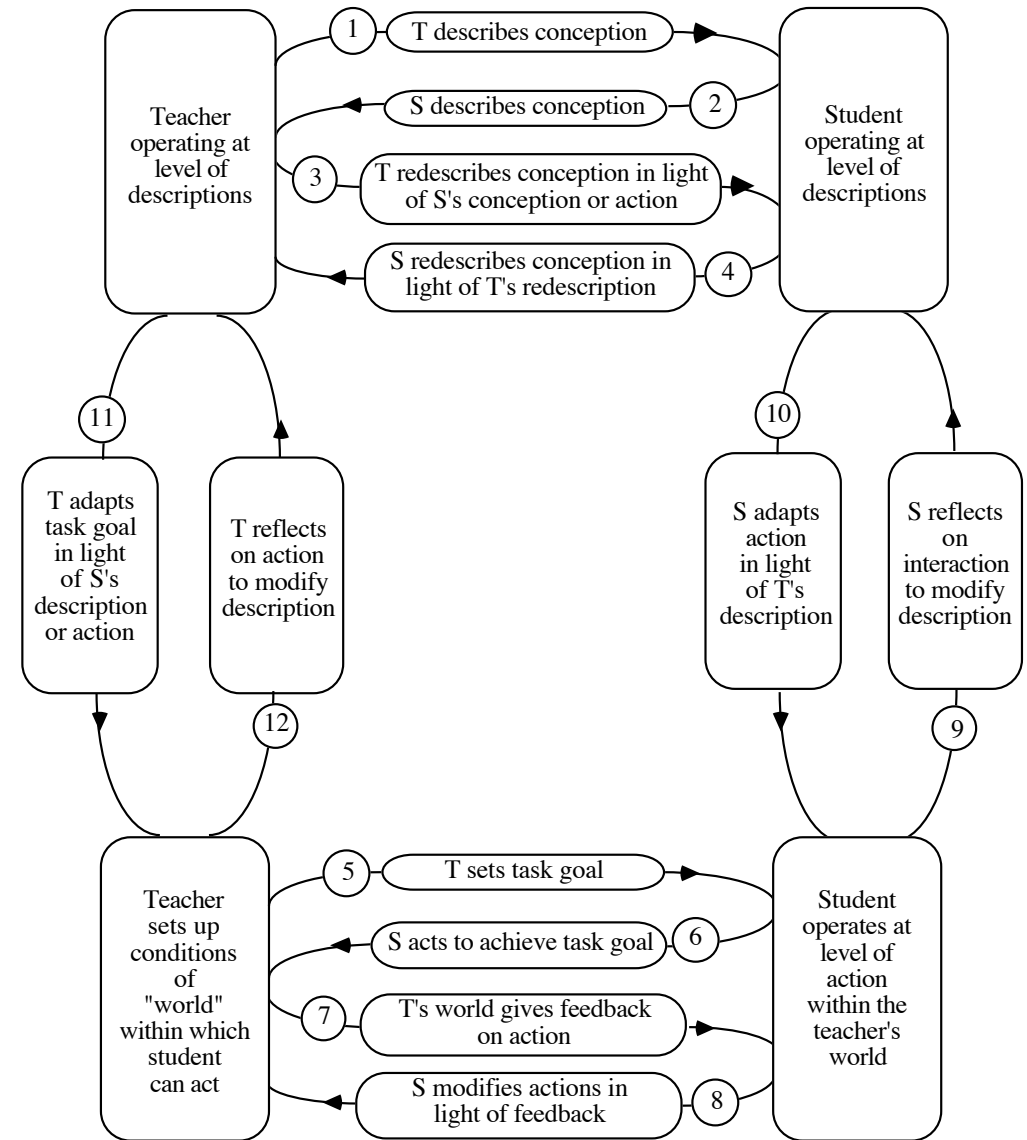 1
T describes conception
S describes conception
2
Teacher
operating at
level of
descriptions
Student
operating at
level of
descriptions
3
T redescribes conception in light
of S's conception or action
S redescribes conception in
light of T's redescription
4
11
10
T adapts
task goal
in light
of S's
description
or action
T reflects
on action
to modify
description
S adapts
action
in light
of T's
description
S reflects
on
interaction
to modify
description
12
9
5
T sets task goal
S acts to achieve task goal
6
Teacher
sets up
conditions
of
"world"
within which
student
can act
Student
operates at
level of
action
within the
teacher's
world
7
T's world gives feedback
on action
S modifies actions in
light of feedback
8